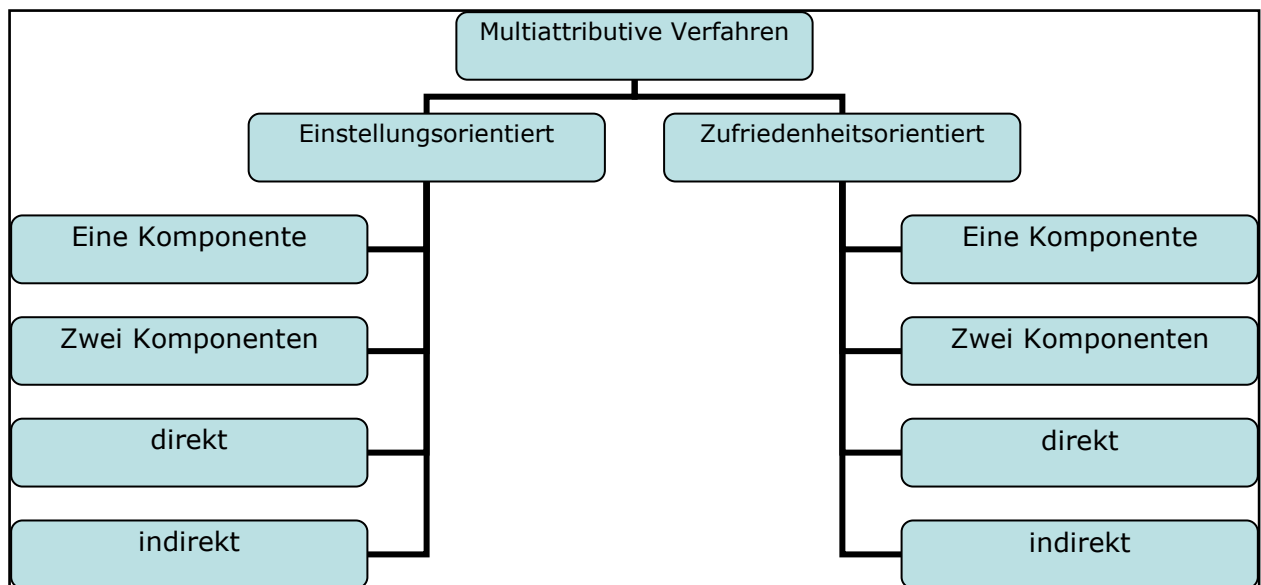 Multiattributive Verfahren
Einstellungsorientiert
Zufriedenheitsorientiert
Eine Komponente
Eine Komponente
Zwei Komponenten
Zwei Komponenten
direkt
direkt
indirekt
indirekt